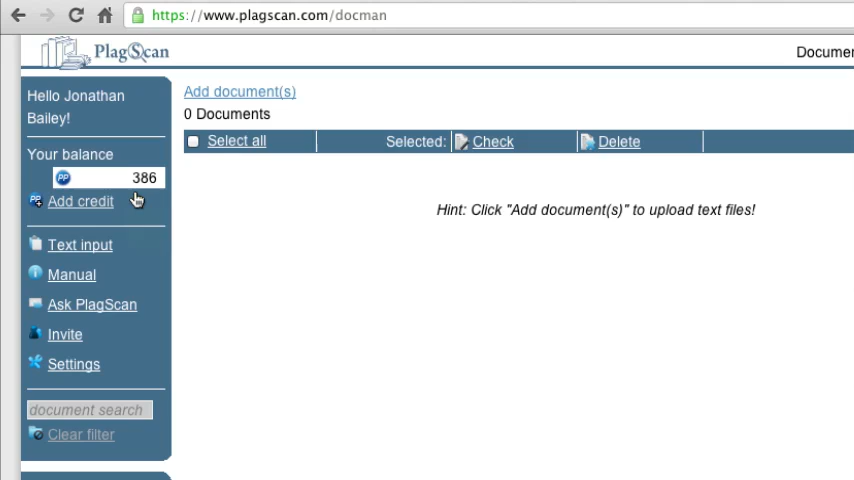 https://www.plagscan.com/docman
PlagScan
Hello Jonathan
Bailey!
Your balance
386
Add credit
Text input
Manual
Ask PlagScan
Invite
Settings
document search
Clear filter
Add document(s)
0 Documents
Select all
Selected: Check
Delete
Hint: Click "Add document(s)" to upload text files!